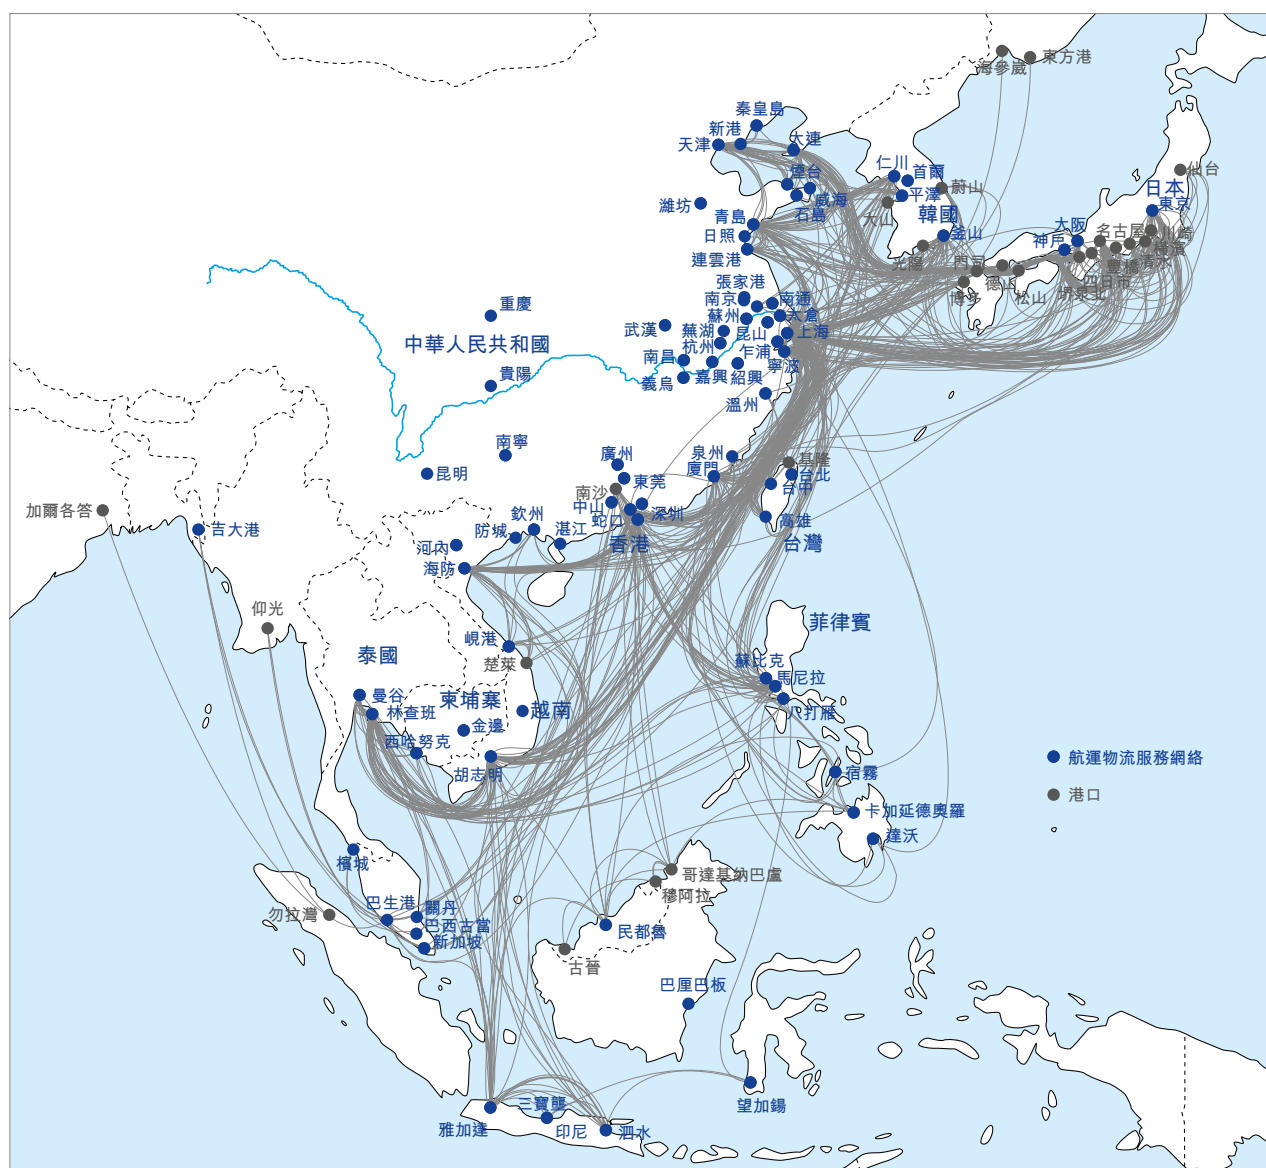 海參崴
東方港
秦皇島
新港
天津
大連
仁川
首爾
煙台
威海
平澤
蔚山
仙台
日本
東京
濰坊
石島
大山
韓國
青島
日照
釜山
大阪
名古屋
川崎
神戶
橫濱
連雲港
光陽
門司
豐橋
清水
張家港
德山
四日市
博多
松山
堺泉北
南京
南通
重慶
蘇州
太倉
武漢
蕪湖
昆山
上海
中華人民共和國
杭州
乍浦
南昌
寧波
貴陽
義烏
嘉興
紹興
溫州
南寧
廣州
泉州
基隆
昆明
廈門
台北
東莞
南沙
台中
加爾各答
中山
吉大港
欽州
蛇口
深圳
高雄
防城
湛江
香港
台灣
河內
海防
仰光
菲律賓
峴港
泰國
楚萊
蘇比克
馬尼拉
曼谷
柬埔寨
林查班
越南
八打雁
金邊
西哈努克
航運物流服務網絡
胡志明
宿霧
港口
卡加延德奧羅
達沃
檳城
哥達基納巴盧
穆阿拉
巴生港
關丹
勿拉灣
巴西古當
民都魯
新加坡
古晉
巴厘巴板
三寶壟
望加錫
雅加達
印尼
泗水